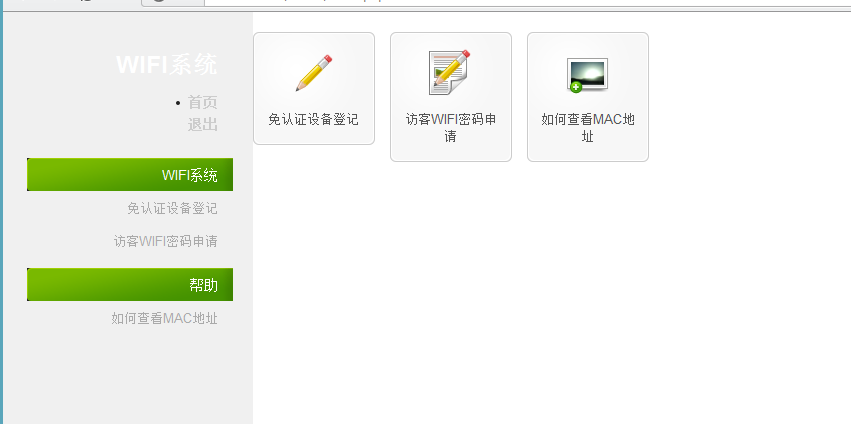 WIFI系统
首页
退出
WIFI系统
免认证设备登记
访客WIFI密码申请
帮助
如何查看MAC地址
免认证设备登记
访客WIFI密码申
请
如何查看MAC地
址